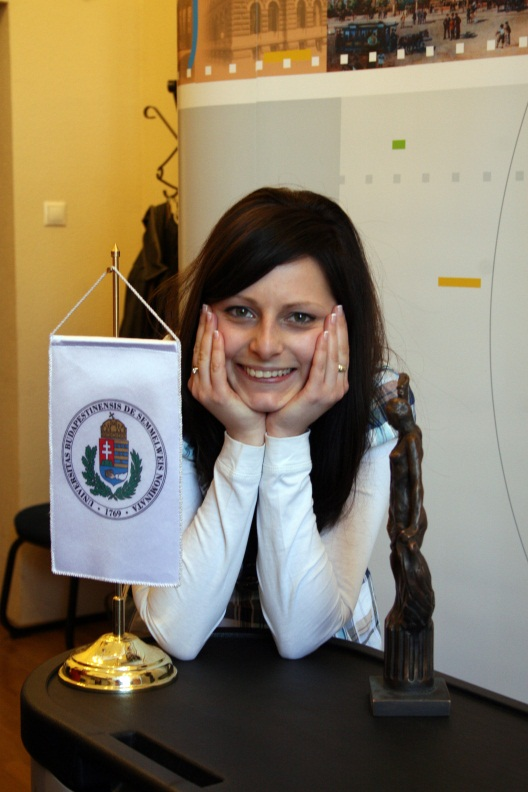 UNIVERSITAS BUDAPESTINENSIS DE SEMMELWEIS NOMINATA
• 1769 •